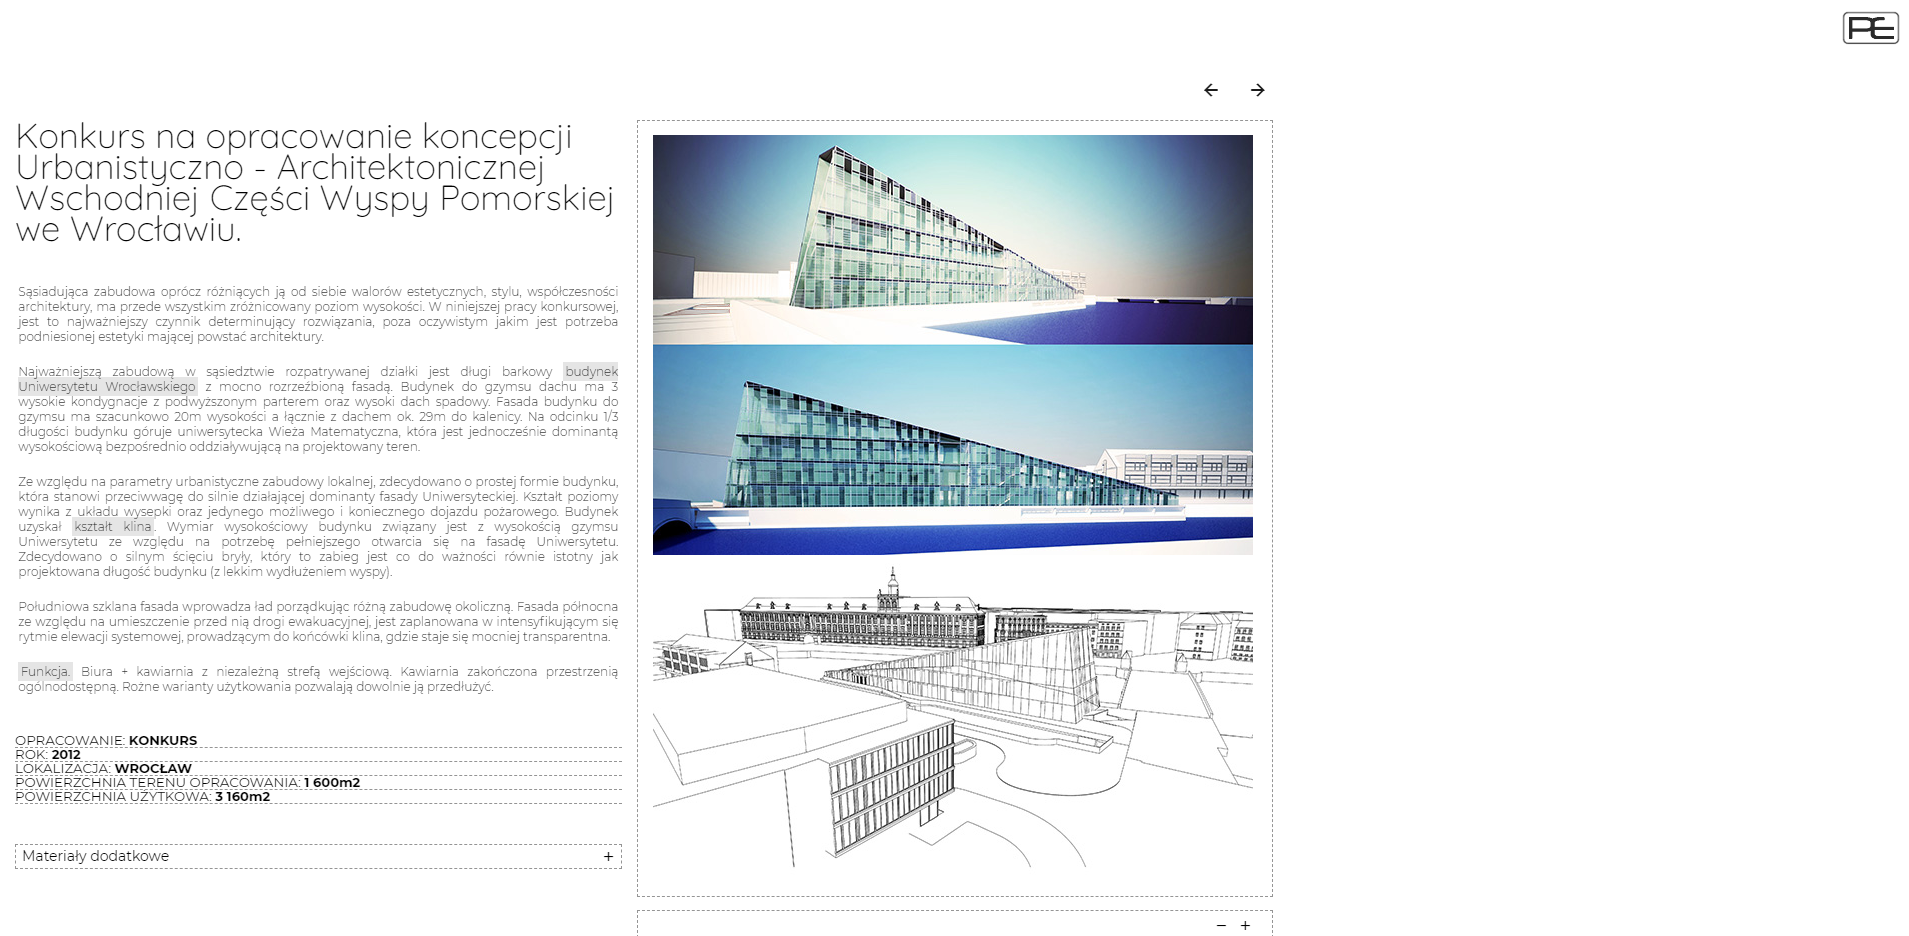 PE
Konkurs na opracowanie koncepcji
Urbanistyczno - Architektonicznej
Wschodniej Części Wyspy Pomorskiej
we Wrocławiu.
Sąsiadująca zabudowa oprócz różniących ją od siebie walorów estetycznych, stylu, współczesności
architektury, ma przede wszystkim zróżnicowany poziom wysokości. W niniejszej pracy konkursowej,
jest to najważniejszy czynnik determinujący rozwiązania, poza oczywistym jakim jest potrzeba
podniesionej estetyki mającej powstać architektury.
Najważniejszą zabudową w sąsiedztwie rozpatrywanej działki jest długi barkowy budynek
Uniwersytetu Wrocławskiego z mocno rozrzeźbioną fasadą. Budynek do gzymsu dachu ma 3
wysokie kondygnacje z podwyższonym parterem oraz wysoki dach spadowy. Fasada budynku do
gzymsu ma szacunkowo 20m wysokości a łącznie z dachem ok. 29m do kalenicy. Na odcinku 1/3
długości budynku góruje uniwersytecka Wieża Matematyczna, która jest jednocześnie dominantą
wysokościową bezpośrednio oddziaływującą na projektowany teren.
Ze względu na parametry urbanistyczne zabudowy lokalnej, zdecydowano o prostej formie budynku,
która stanowi przeciwwagę do silnie działającej dominanty fasady Uniwersyteckiej. Kształt poziomy
wynika z układu wysepki oraz jedynego możliwego i koniecznego dojazdu pożarowego. Budynek
uzyskał kształt klina. Wymiar wysokościowy budynku związany jest z wysokością gzymsu
Uniwersytetu ze względu na potrzebę pełniejszego otwarcia się na fasadę Uniwersytetu.
Zdecydowano o silnym ścięciu bryły, który to zabieg jest co do ważności równie istotny jak
projektowana długość budynku (z lekkim wydłużeniem wyspy).
Południowa szklana fasada wprowadza ład porządkując różną zabudowę okoliczną. Fasada północna
ze względu na umieszczenie przed nią drogi ewakuacyjnej, jest zaplanowana w intensyfikującym się
rytmie elewacji systemowej, prowadzącym do końcówki klina, gdzie staje się mocniej transparentna.
Funkcja. Biura + kawiarnia z niezależną strefą wejściową. Kawiarnia zakończona przestrzenią
ogólnodostępną. Rożne warianty użytkowania pozwalają dowolnie ją przedłużyć.
OPRACOWANIE: KONKURS
ROK: 2012
LOKALIZACJA: WROCŁAW
POWIERZCHNIA TERENU OPRACOWANIA: 1 600m2
POWIERZCHNIA UŻYTKOWA: 3 160m2
Materiały dodatkowe +
− +